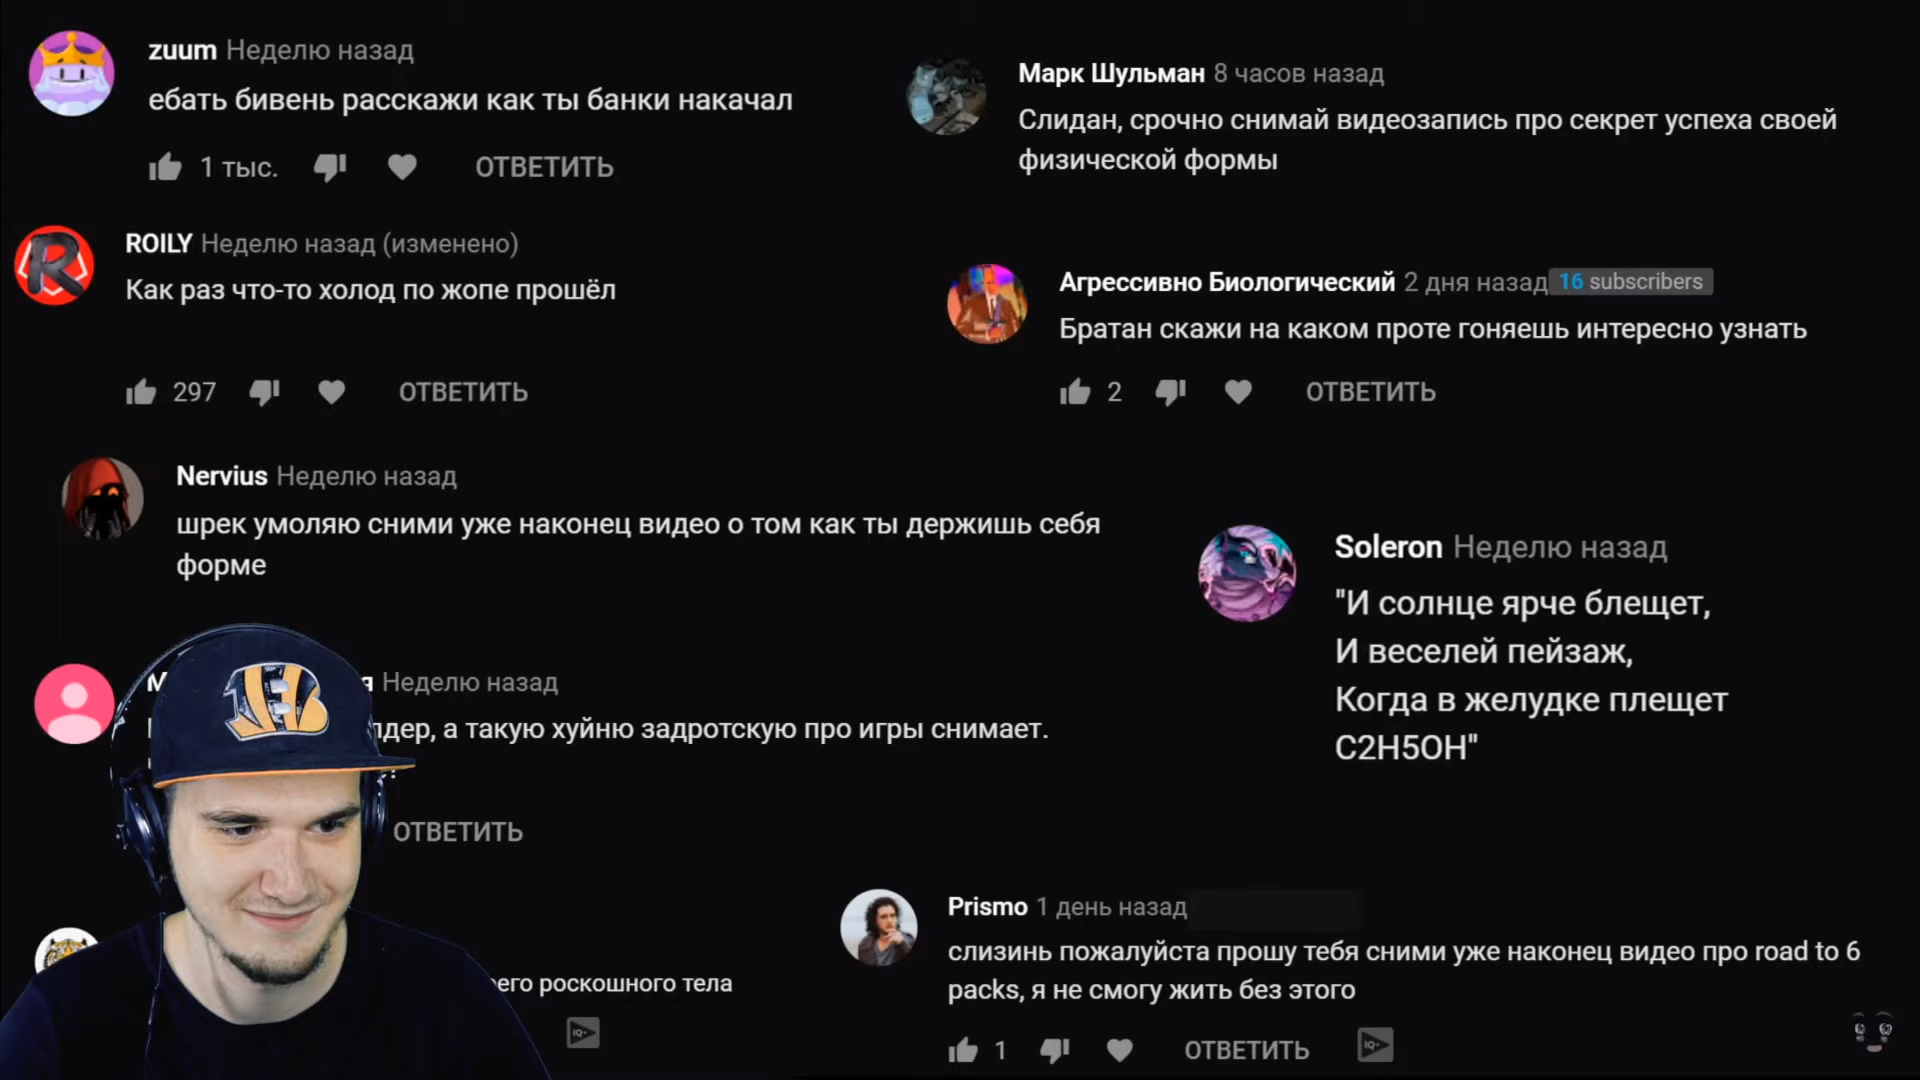 zuum Неделю назад
ебать бивень расскажи как ты банки накачал
1 тыс. ОТВЕТИТЬ
Марк Шульман 8 часов назад
Слидан, срочно снимай видеозапись про секрет успеха своей
физической формы
ROILY Неделю назад (изменено)
Как раз что-то холод по жопе прошёл
297 ОТВЕТИТЬ
Агрессивно Биологический 2 дня назад 16 subscribers
Братан скажи на каком проте гоняешь интересно узнать
2 ОТВЕТИТЬ
Nervius Неделю назад
шрек умоляю сними уже наконец видео о том как ты держишь себя
форме
Soleron Неделю назад
"И солнце ярче блещет,
И веселей пейзаж,
Когда в желудке плещет
C2H5OH"
Неделю назад
а такую хуйню задротскую про игры снимает.
ОТВЕТИТЬ
роскошного тела
Prismo 1 день назад
слизинь пожалуйста прошу тебя сними уже наконец видео про road to 6
packs, я не смогу жить без этого
1 ОТВЕТИТЬ